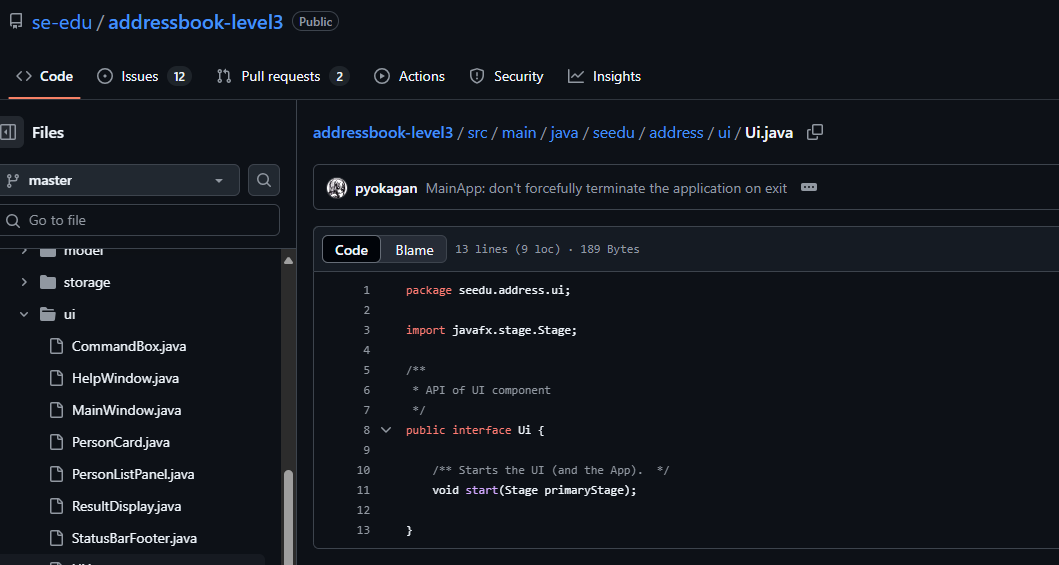 se-edu / addressbook-level3 Public
Code Issues 12 Pull requests 2 Actions Security Insights
Files
master
Go to file
model
storage
ui
CommandBox.java
HelpWindow.java
MainWindow.java
PersonCard.java
PersonListPanel.java
ResultDisplay.java
StatusBarFooter.java
addressbook-level3 / src / main / java / seedu / address / ui / Ui.java
pyokagan MainApp: don't forcefully terminate the application on exit
Code Blame 13 lines (9 loc) · 189 Bytes
1 package seedu.address.ui;
2
3 import javafx.stage.Stage;
4
5 /**
6  * API of UI component
7  */
8 public interface Ui {
9
10     /** Starts the UI (and the App).  */
11     void start(Stage primaryStage);
12
13 }